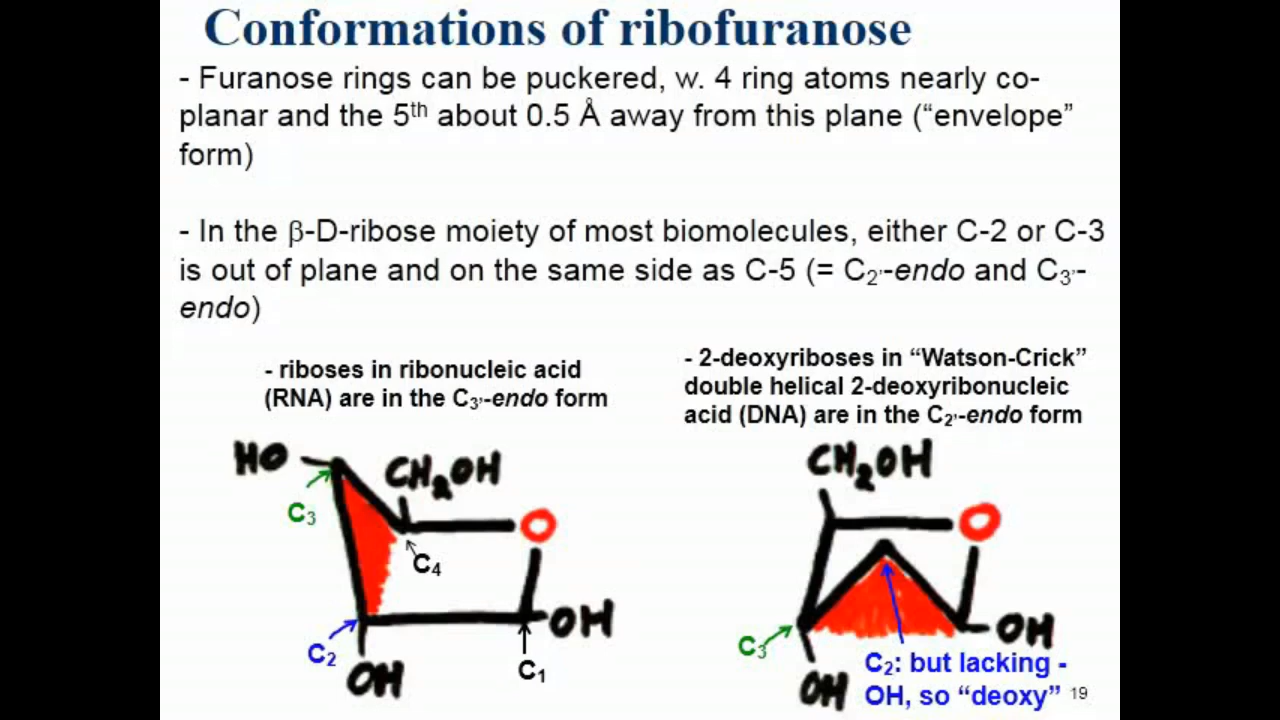 Conformations of ribofuranose
- Furanose rings can be puckered, w. 4 ring atoms nearly co-
planar and the 5th about 0.5 Å away from this plane (“envelope”
form)
- In the β-D-ribose moiety of most biomolecules, either C-2 or C-3
is out of plane and on the same side as C-5 (= C2’-endo and C3’-
endo)
- riboses in ribonucleic acid
(RNA) are in the C3’-endo form
HO
CH2OH
C3
O
C4
C2
OH
OH
C1
- 2-deoxyriboses in “Watson-Crick”
double helical 2-deoxyribonucleic
acid (DNA) are in the C2’-endo form
CH2OH
O
C3
OH
OH
C2: but lacking -
OH, so “deoxy”
19